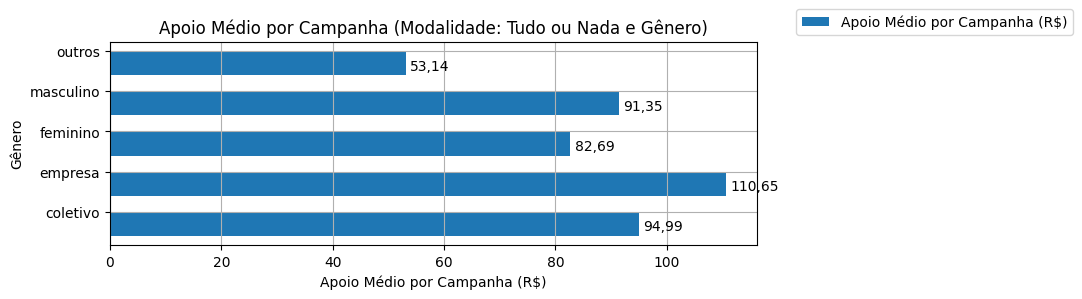 Apoio Médio por Campanha (Modalidade: Tudo ou Nada e Gênero)
Apoio Médio por Campanha (R$)
outros
53,14
masculino
91,35
feminino
82,69
empresa
110,65
coletivo
94,99
Gênero
0 20 40 60 80 100
Apoio Médio por Campanha (R$)